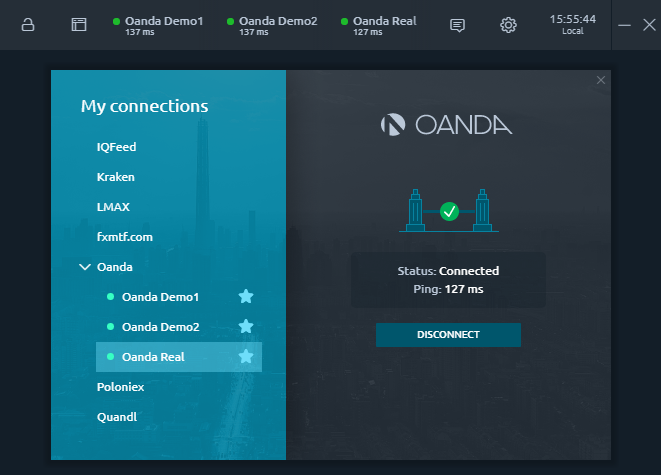 Oanda Demo1
137 ms
Oanda Demo2
137 ms
Oanda Real
127 ms
15:55:44
Local
My connections
IQFeed
Kraken
LMAX
fxmtf.com
Oanda
Oanda Demo1
Oanda Demo2
Oanda Real
Poloniex
Quandl
OANDA
Status: Connected
Ping: 127 ms
DISCONNECT